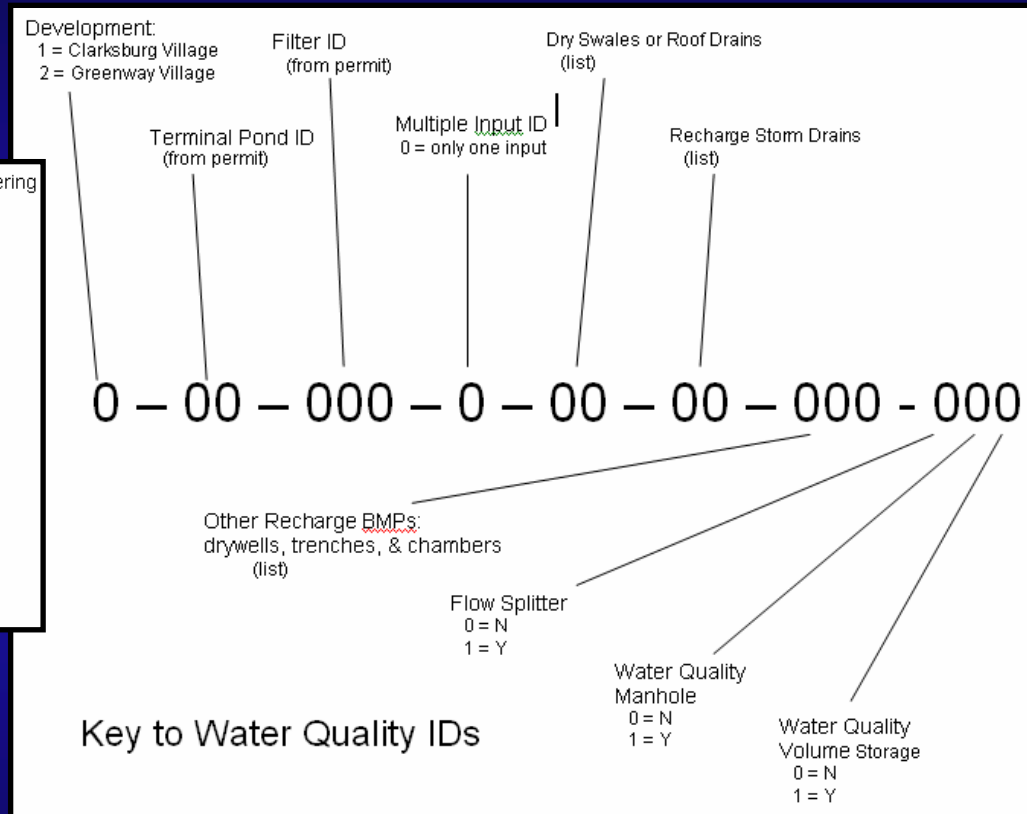 Development:
1 = Clarksburg Village
2 = Greenway Village
Filter ID
(from permit)
Dry Swales or Roof Drains
(list)
Terminal Pond ID
(from permit)
Multiple Input ID
0 = only one input
Recharge Storm Drains
(list)
ering
0 – 00 – 000 – 0 – 00 – 00 – 000 - 000
Other Recharge BMPs:
drywells, trenches, & chambers
(list)
Flow Splitter
0 = N
1 = Y
Water Quality
Manhole
0 = N
1 = Y
Water Quality
Volume Storage
0 = N
1 = Y
Key to Water Quality IDs